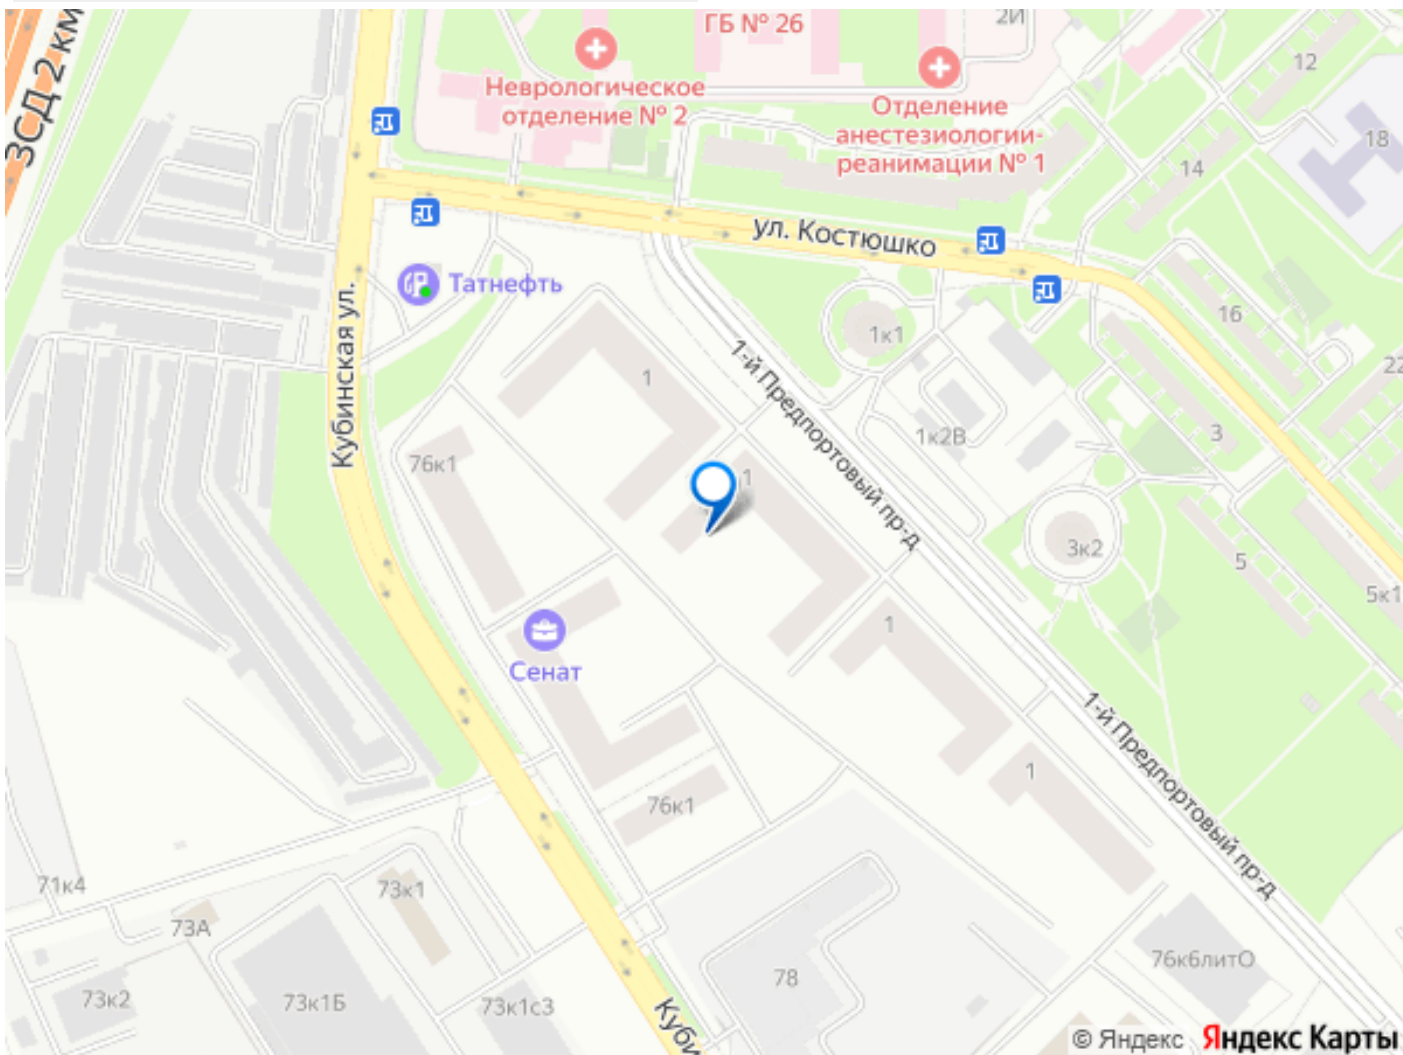 ЗСД 2 км
ГБ № 26
2И
Неврологическое
отделение № 2
Отделение
анестезиологии-
реанимации № 1
12
18
14
ул. Костюшко
Татнефть
Кубинская ул.
16
1к1
22
1
1-й Предпортовый пр-д
1к2В
3
76к1
1
3к2
5
5к1
1
Сенат
1-й Предпортовый пр-д
1
76к1
71к4
73к1
73А
76к6литО
78
73к2
73к1Б
73к1с3
Куби
© Яндекс Яндекс Карты